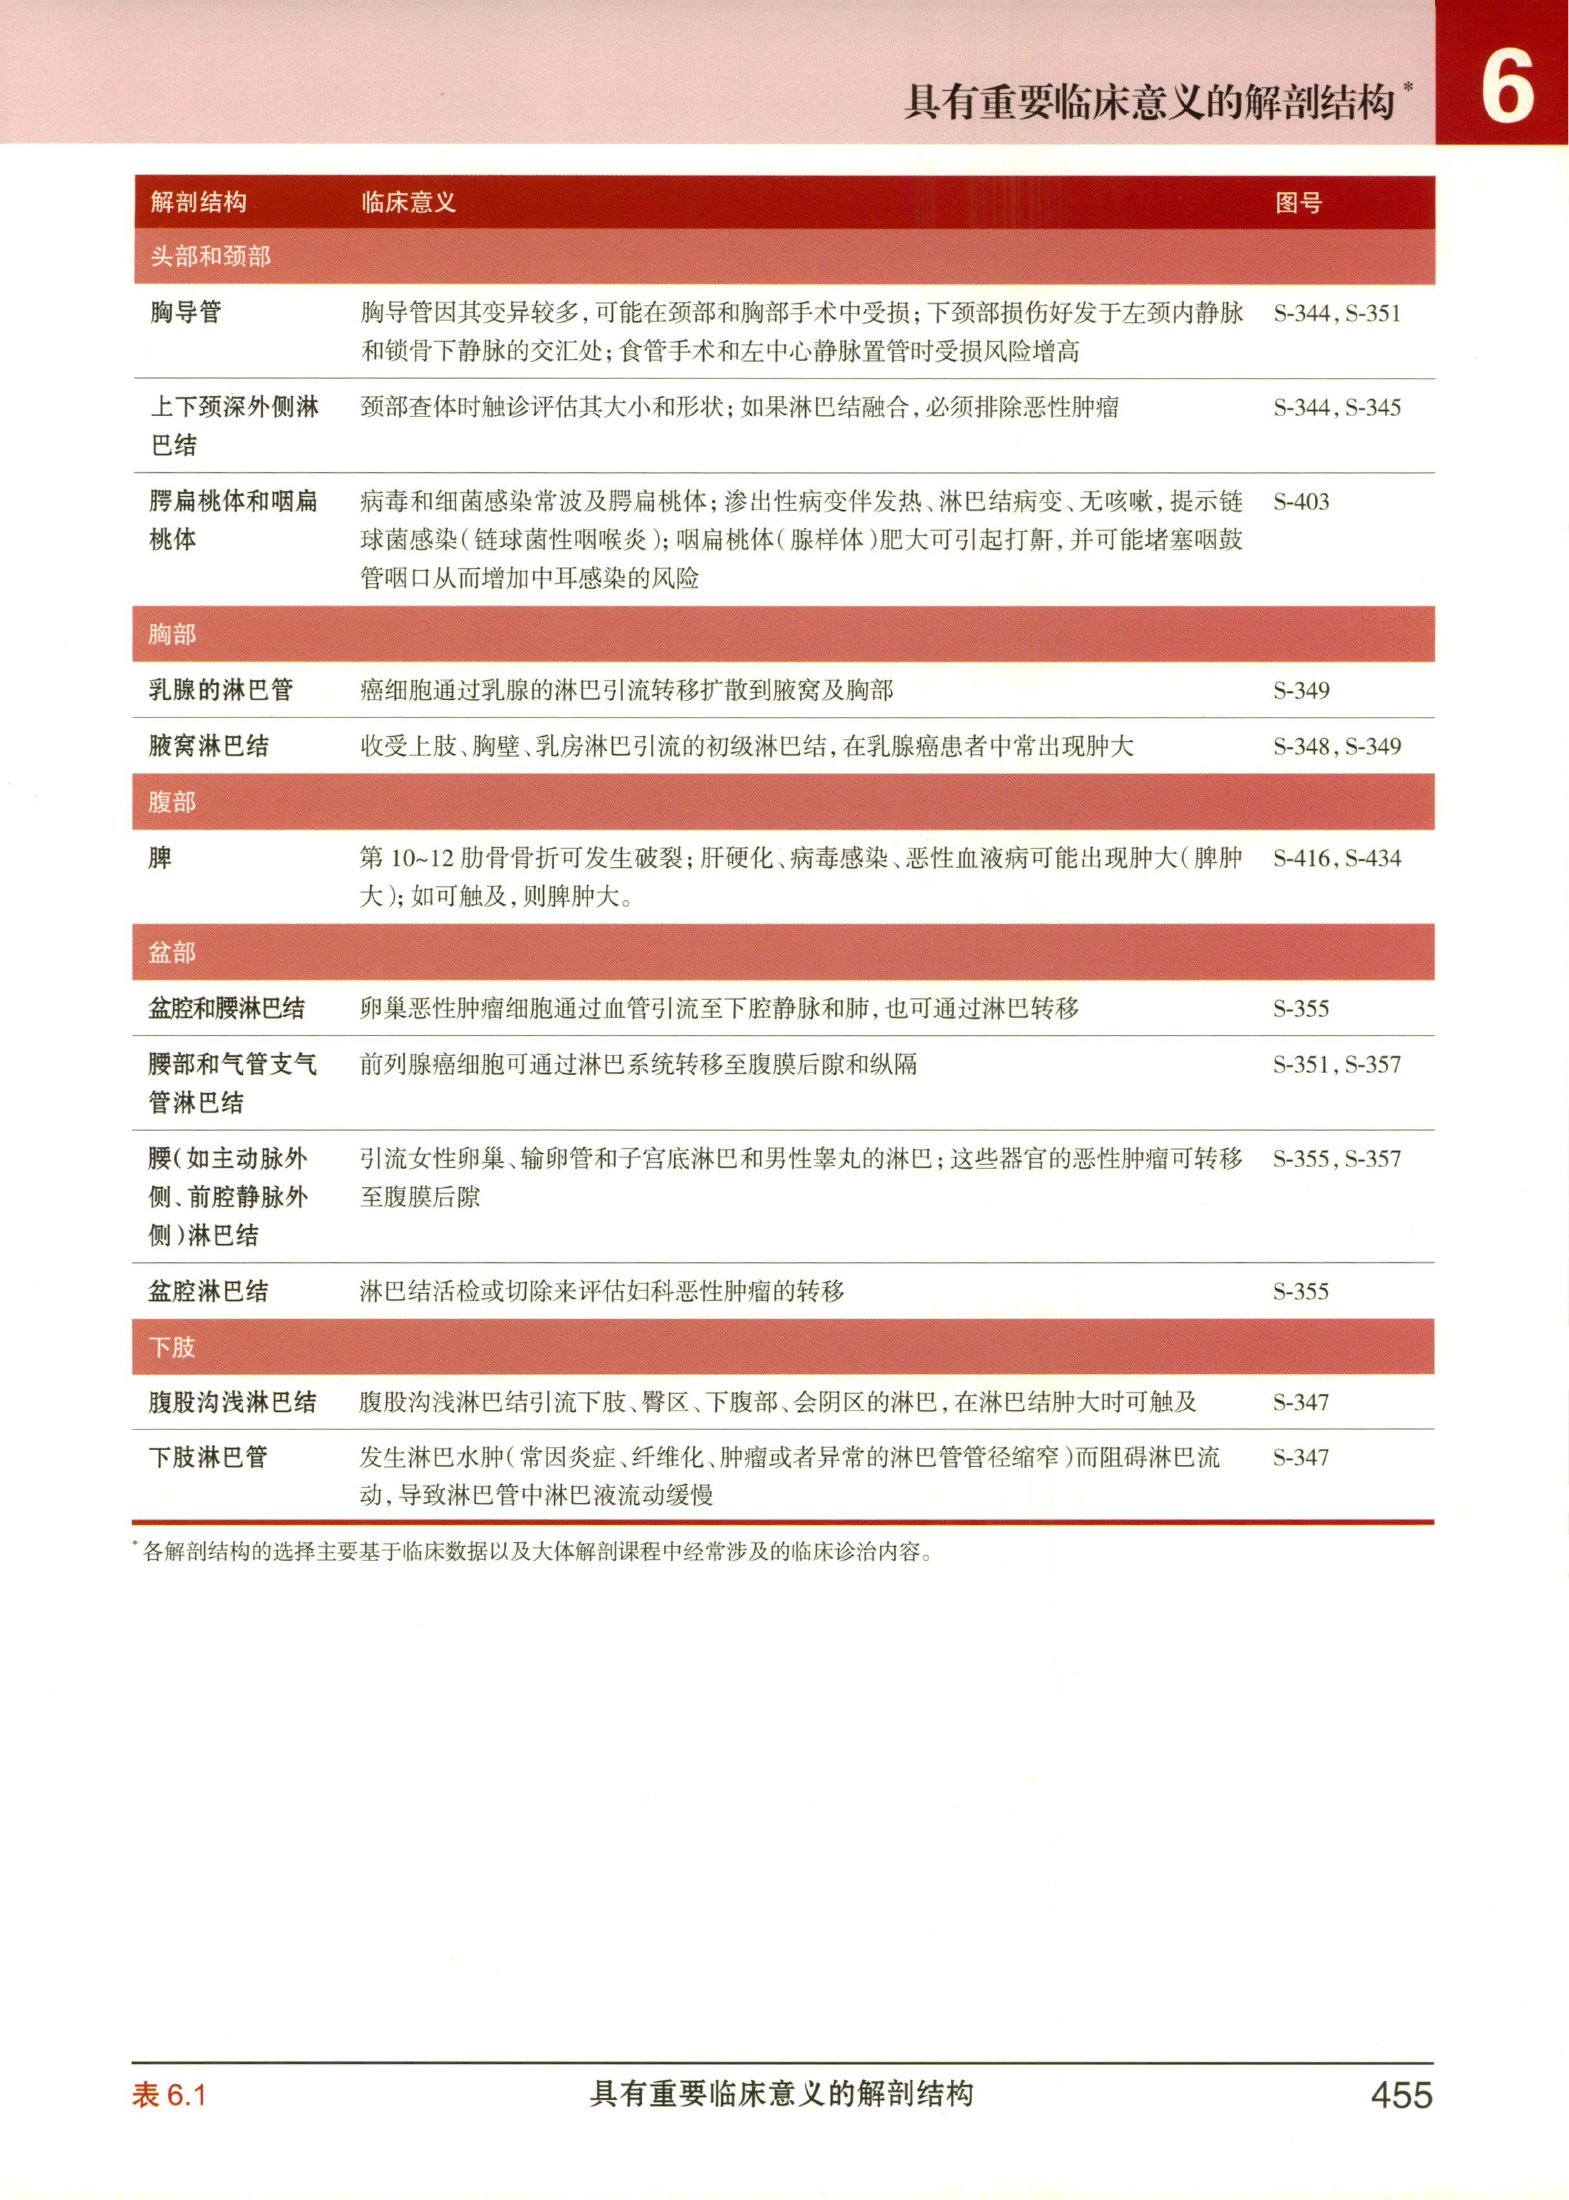 具有重要临床意义的解剖结构*
6
解剖结构 临床意义 图号
头部和颈部
胸导管 胸导管因其变异较多，可能在颈部和胸部手术中受损；下颈部损伤好发于左颈内静脉 S-344，S-351
和锁骨下静脉的交汇处；食管手术和左中心静脉置管时受损风险增高
上下颈深外侧淋 颈部查体时触诊评估其大小和形状；如果淋巴结融合，必须排除恶性肿瘤 S-344，S-345
巴结
腭扁桃体和咽扁 病毒和细菌感染常波及腭扁桃体；渗出性病变伴发热、淋巴结病变、无咳嗽，提示链 S-403
桃体 球菌感染（链球菌性咽喉炎）；咽扁桃体（腺样体）肥大可引起打鼾，并可能堵塞咽鼓
管咽口从而增加中耳感染的风险
胸部
乳腺的淋巴管 癌细胞通过乳腺的淋巴引流转移扩散到腋窝及胸部 S-349
腋窝淋巴结 收受上肢、胸壁、乳房淋巴引流的初级淋巴结，在乳腺癌患者中常出现肿大 S-348，S-349
腹部
脾 第 10~12 肋骨骨折可发生破裂；肝硬化、病毒感染、恶性血液病可能出现肿大（脾肿 S-416，S-434
大）；如可触及，则脾肿大。
盆部
盆腔和腰淋巴结 卵巢恶性肿瘤细胞通过血管引流至下腔静脉和肺，也可通过淋巴转移 S-355
腰部和气管支气 前列腺癌细胞可通过淋巴系统转移至腹膜后隙和纵隔 S-351，S-357
管淋巴结
腰（如主动脉外 引流女性卵巢、输卵管和子宫底淋巴和男性睾丸的淋巴；这些器官的恶性肿瘤可转移 S-355，S-357
侧、前腔静脉外 至腹膜后隙
侧）淋巴结
盆腔淋巴结 淋巴结活检或切除来评估妇科恶性肿瘤的转移 S-355
下肢
腹股沟浅淋巴结 腹股沟浅淋巴结引流下肢、臀区、下腹部、会阴区的淋巴，在淋巴结肿大时可触及 S-347
下肢淋巴管 发生淋巴水肿（常因炎症、纤维化、肿瘤或者异常的淋巴管管径缩窄）而阻碍淋巴流 S-347
动，导致淋巴管中淋巴液流动缓慢
*各解剖结构的选择主要基于临床数据以及大体解剖课程中经常涉及的临床诊治内容。
表 6.1 具有重要临床意义的解剖结构 455